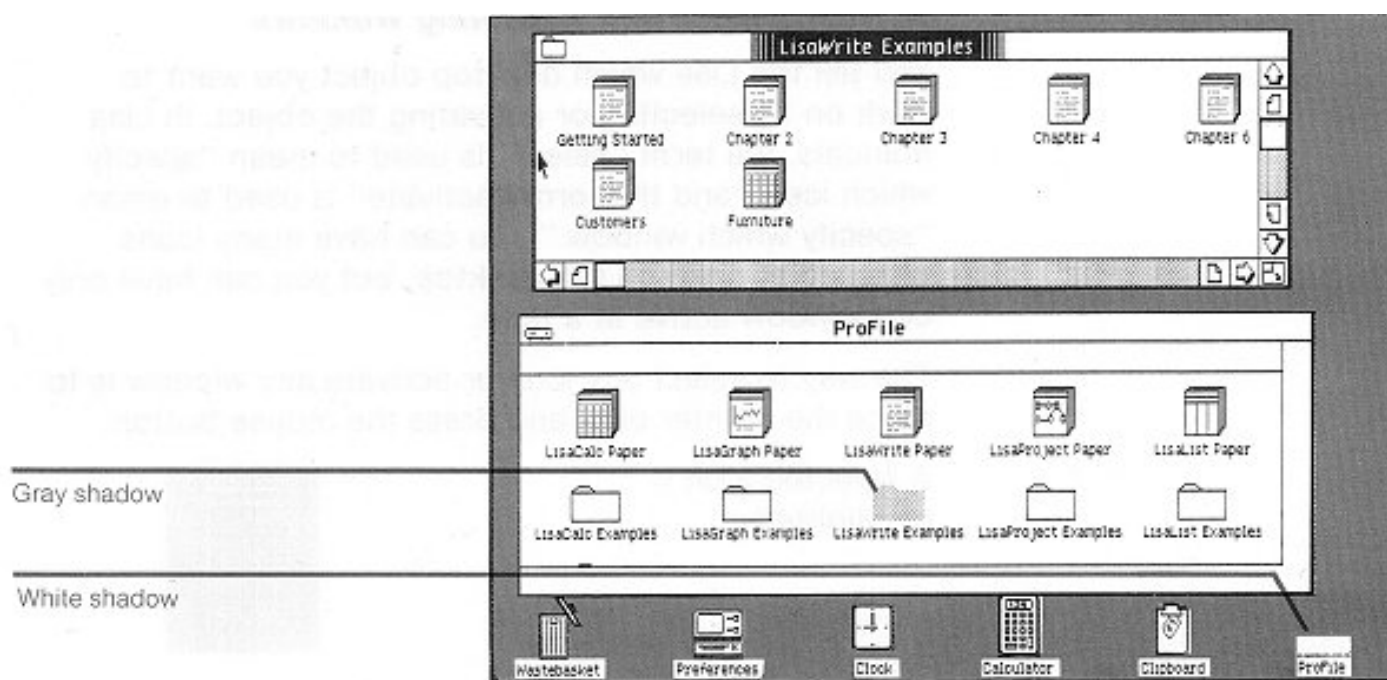 LisaWrite Examples
Getting Started Chapter 2 Chapter 3 Chapter 4 Chapter 6
Customers Furniture
ProFile
LisaCalc Paper LisaGraph Paper LisaWrite Paper LisaProject Paper LisaList Paper
Gray shadow
LisaCalc Examples LisaGraph Examples LisaWrite Examples LisaProject Examples LisaList Examples
White shadow
Wastebasket Preferences Clock Calculator Clipboard ProFile